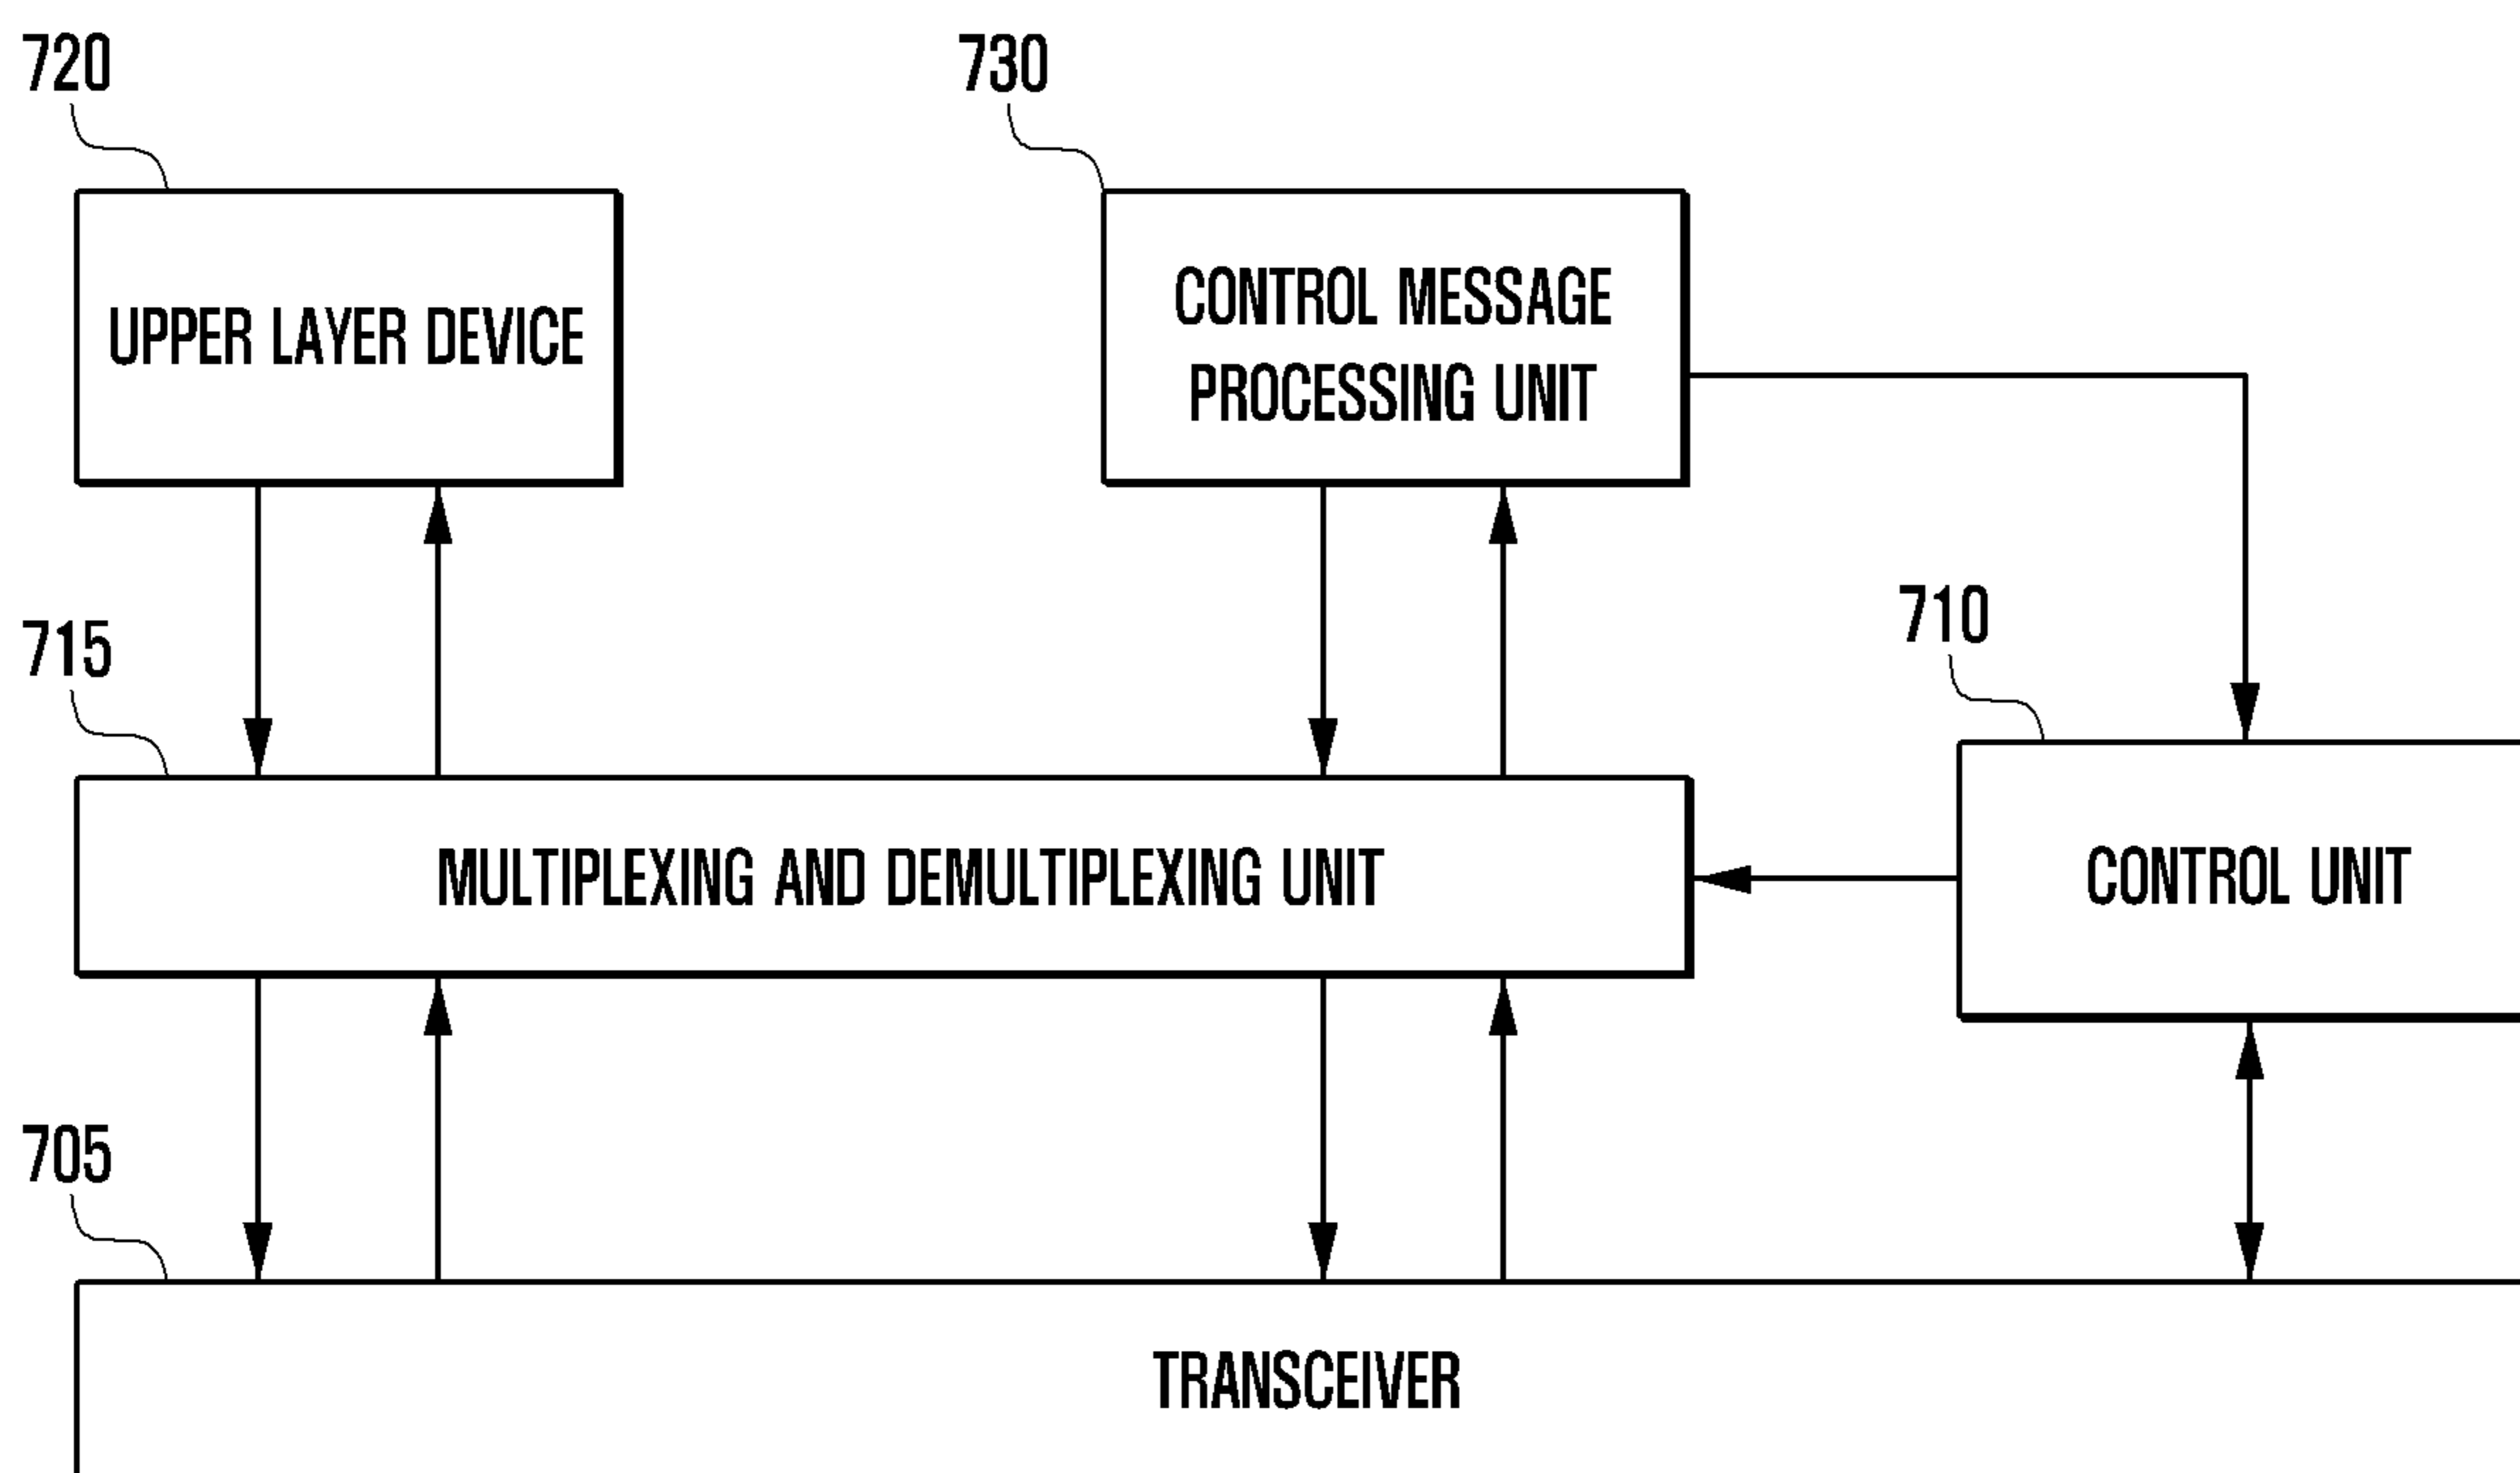 720
730
UPPER LAYER DEVICE
CONTROL MESSAGE
PROCESSING UNIT
715
710
MULTIPLEXING AND DEMULTIPLEXING UNIT
CONTROL UNIT
705
TRANSCEIVER